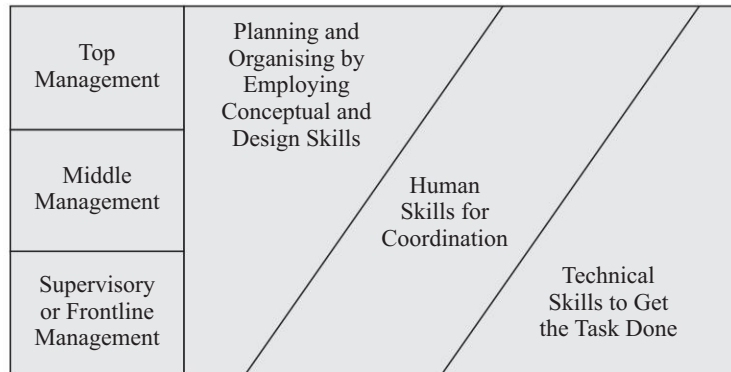 Top
Management
Middle
Management
Supervisory
or Frontline
Management
Planning and
Organising by
Employing
Conceptual and
Design Skills
Human
Skills for
Coordination
Technical
Skills to Get
the Task Done